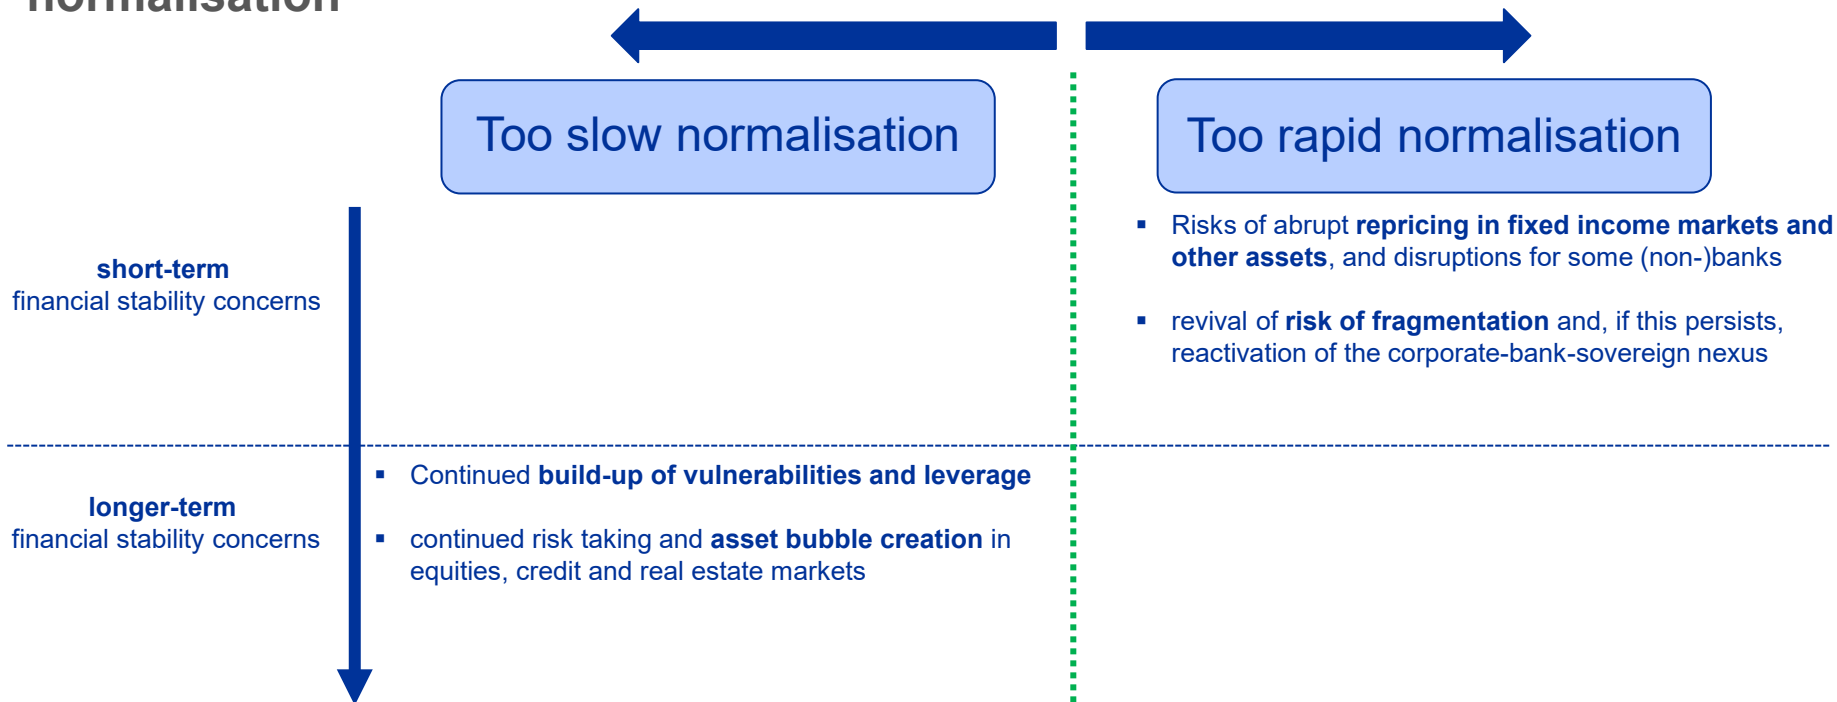 normalisation
Too slow normalisation
Too rapid normalisation
short-term
financial stability concerns
▪ Risks of abrupt repricing in fixed income markets and
other assets, and disruptions for some (non-)banks
▪ revival of risk of fragmentation and, if this persists,
reactivation of the corporate-bank-sovereign nexus
longer-term
financial stability concerns
▪ Continued build-up of vulnerabilities and leverage
▪ continued risk taking and asset bubble creation in
equities, credit and real estate markets